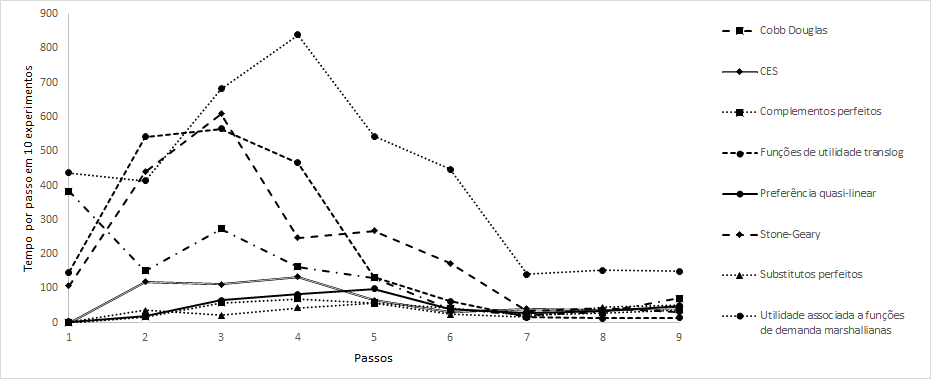 900
800
700
600
500
400
300
200
100
0
Tempo por passo em 10 experimentos
1 2 3 4 5 6 7 8 9
Passos
Cobb Douglas
CES
Complementos perfeitos
Funções de utilidade translog
Preferência quasi-linear
Stone-Geary
Substitutos perfeitos
Utilidade associada a funções
de demanda marshallianas